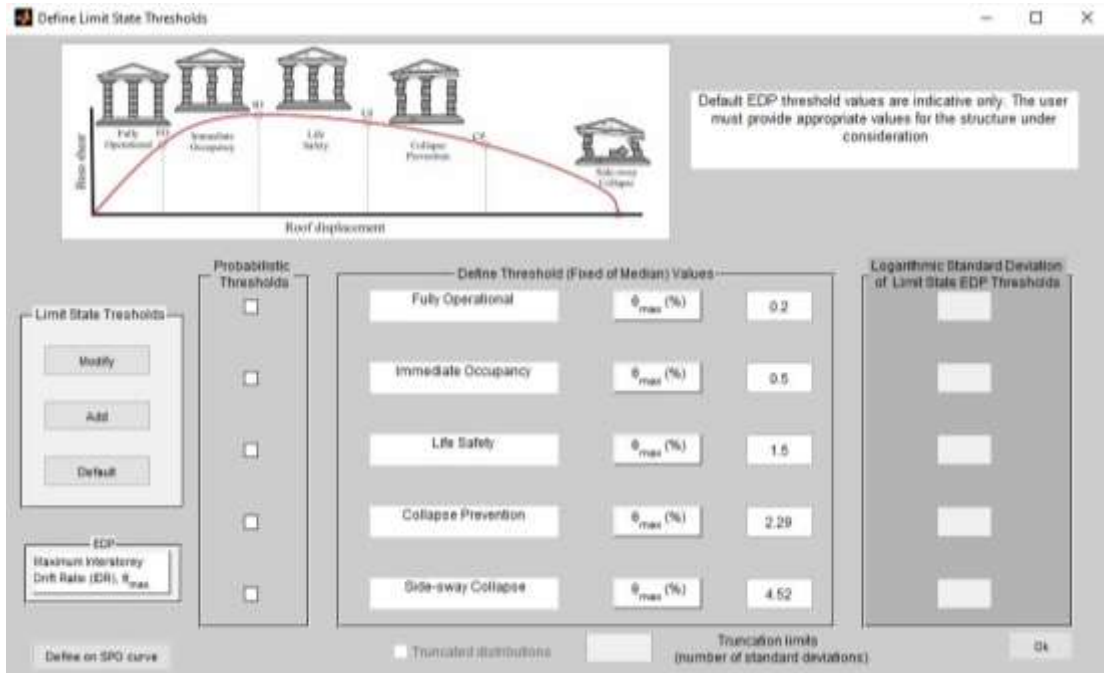 Define Limit State Thresholds
Fully
Operational
FO
Immediate
Occupancy
IO
Life
Safety
LS
Collapse
Prevention
CP
Side-sway
Collapse
Base shear
Roof displacement
Default EDP threshold values are indicative only. The user
must provide appropriate values for the structure under
consideration
Limit State Tresholds
Modify
Add
Default
EDP
Maximum Interstorey
Drift Ratio (IDR), θmax
Define on SPO curve
Probabilistic
Thresholds
Define Threshold (Fixed of Median) Values
Fully Operational θmax (%) 0.2
Immediate Occupancy θmax (%) 0.5
Life Safety θmax (%) 1.5
Collapse Prevention θmax (%) 2.29
Side-sway Collapse θmax (%) 4.52
Logarithmic Standard Deviation
of Limit State EDP Thresholds
Truncated distributions
Truncation limits
(number of standard deviations)
Ok